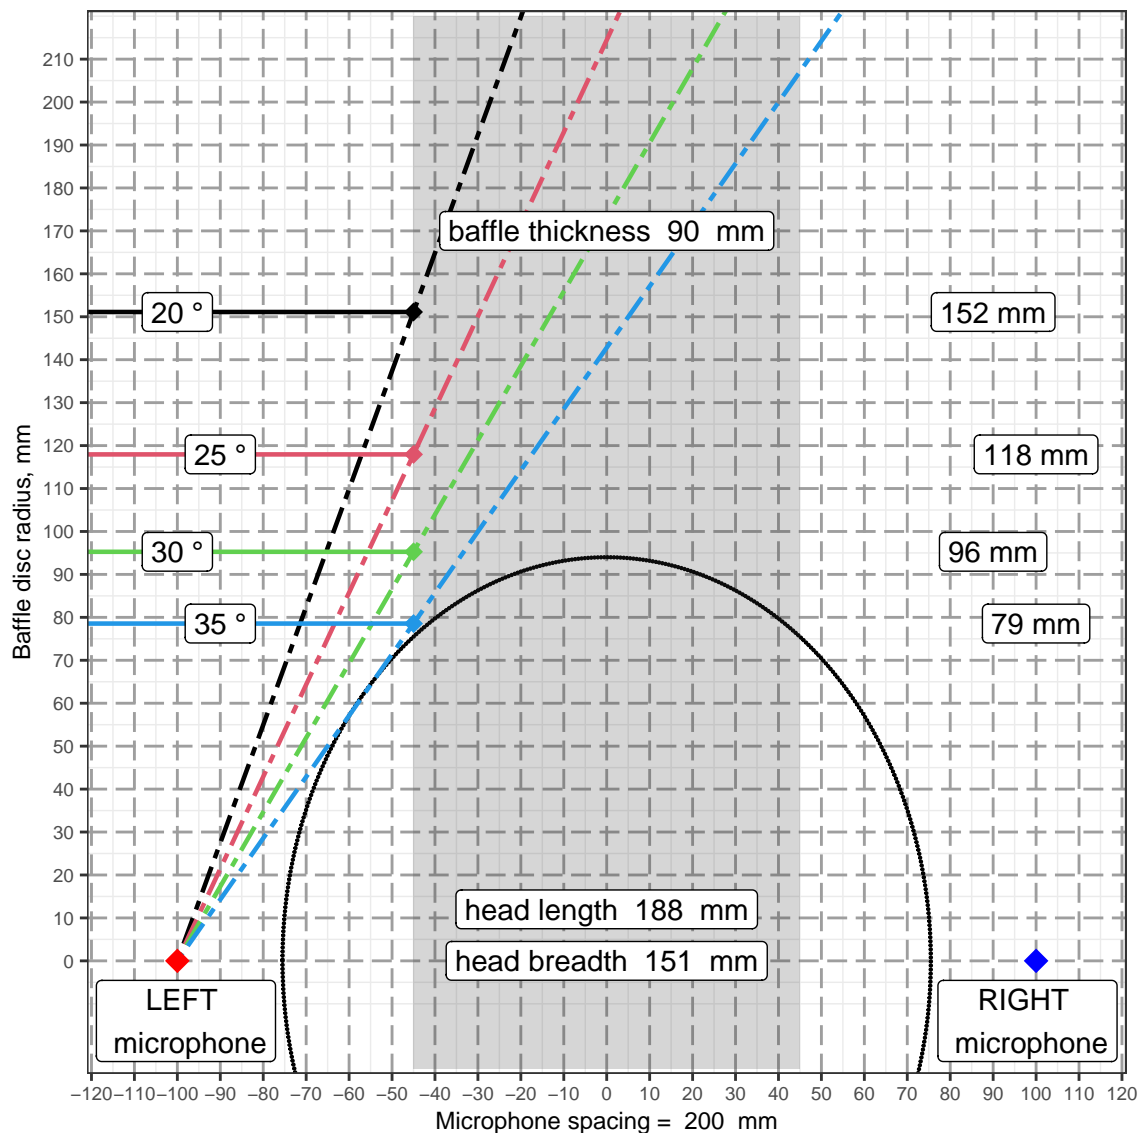 210
200
190
180
170
160
150
140
130
120
110
100
90
80
70
60
50
40
30
20
10
0
Baffle disc radius, mm
baffle thickness 90 mm
20 °
152 mm
25 °
118 mm
30 °
96 mm
35 °
79 mm
head length 188 mm
head breadth 151 mm
LEFT
microphone
RIGHT
microphone
−120 −110 −100 −90 −80 −70 −60 −50 −40 −30 −20 −10 0 10 20 30 40 50 60 70 80 90 100 110 120
Microphone spacing = 200 mm